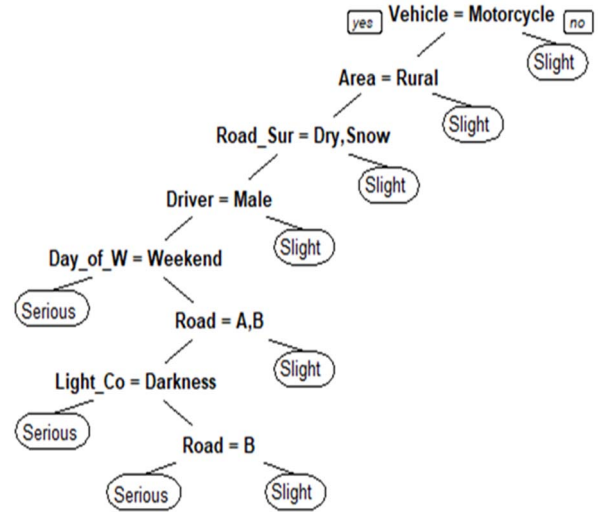 yes Vehicle = Motorcycle no
Slight
Area = Rural
Slight
Road_Sur = Dry,Snow
Slight
Driver = Male
Slight
Day_of_W = Weekend
Serious
Road = A,B
Slight
Light_Co = Darkness
Serious
Road = B
Serious Slight